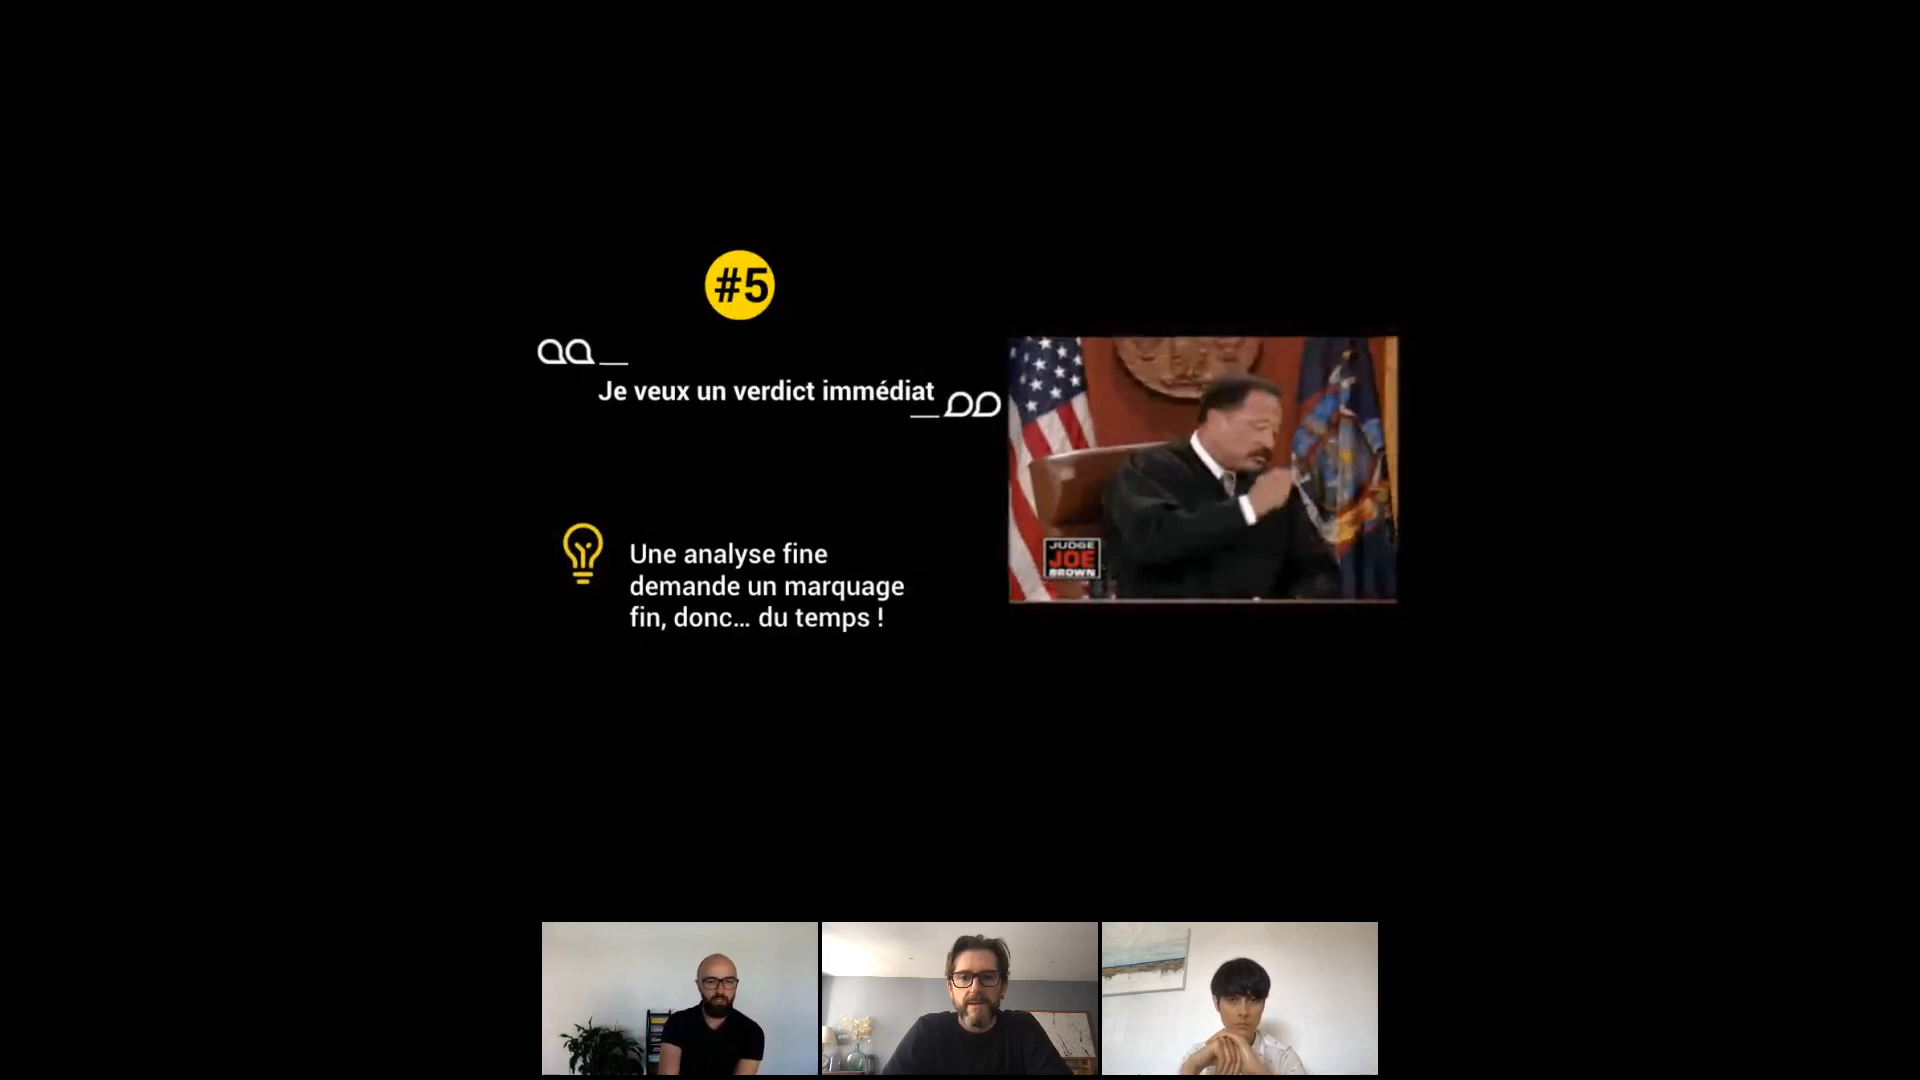 #5
Je veux un verdict immédiat
Une analyse fine
demande un marquage
fin, donc... du temps !
JUDGE
JOE
BROWN